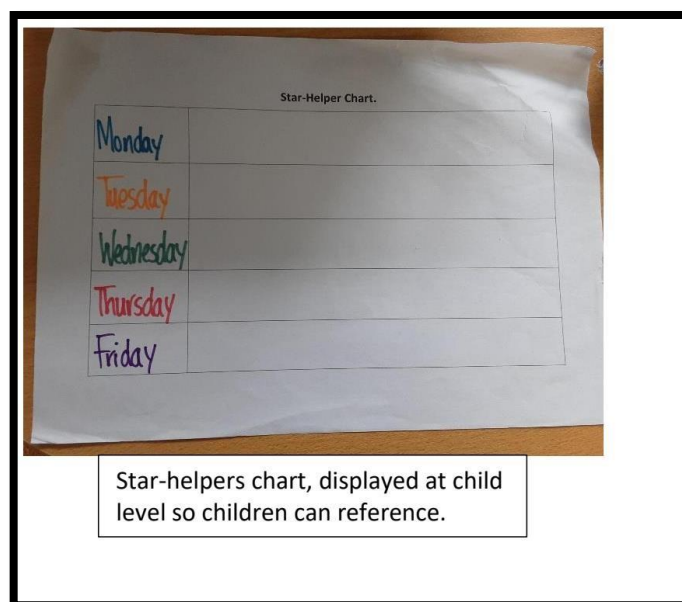 Star-Helper Chart.
Monday
Tuesday
Wednesday
Thursday
Friday
Star-helpers chart, displayed at child
level so children can reference.